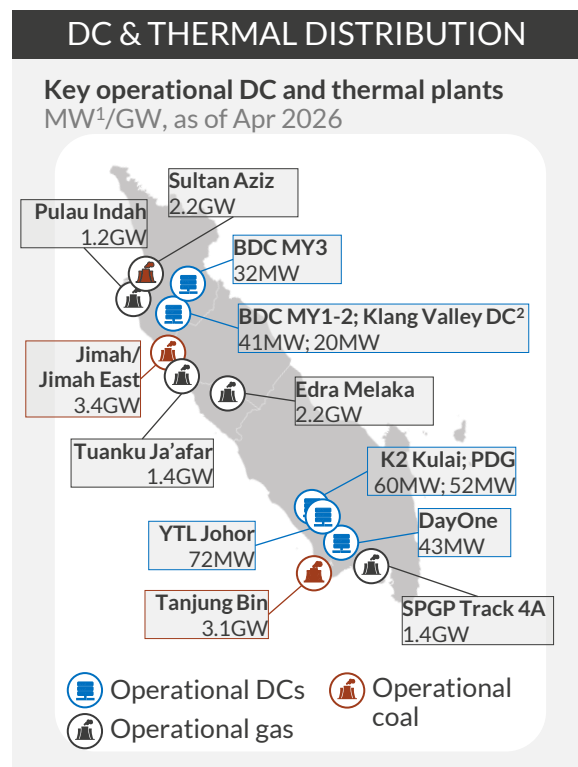 DC & THERMAL DISTRIBUTION
Key operational DC and thermal plants
MW¹/GW, as of Apr 2026
Sultan Aziz
2.2GW
Pulau Indah
1.2GW
BDC MY3
32MW
BDC MY1-2; Klang Valley DC²
41MW; 20MW
Jimah/
Jimah East
3.4GW
Edra Melaka
2.2GW
Tuanku Ja’afar
1.4GW
K2 Kulai; PDG
60MW; 52MW
YTL Johor
72MW
DayOne
43MW
Tanjung Bin
3.1GW
SPGP Track 4A
1.4GW
Operational DCs
Operational gas
Operational
coal